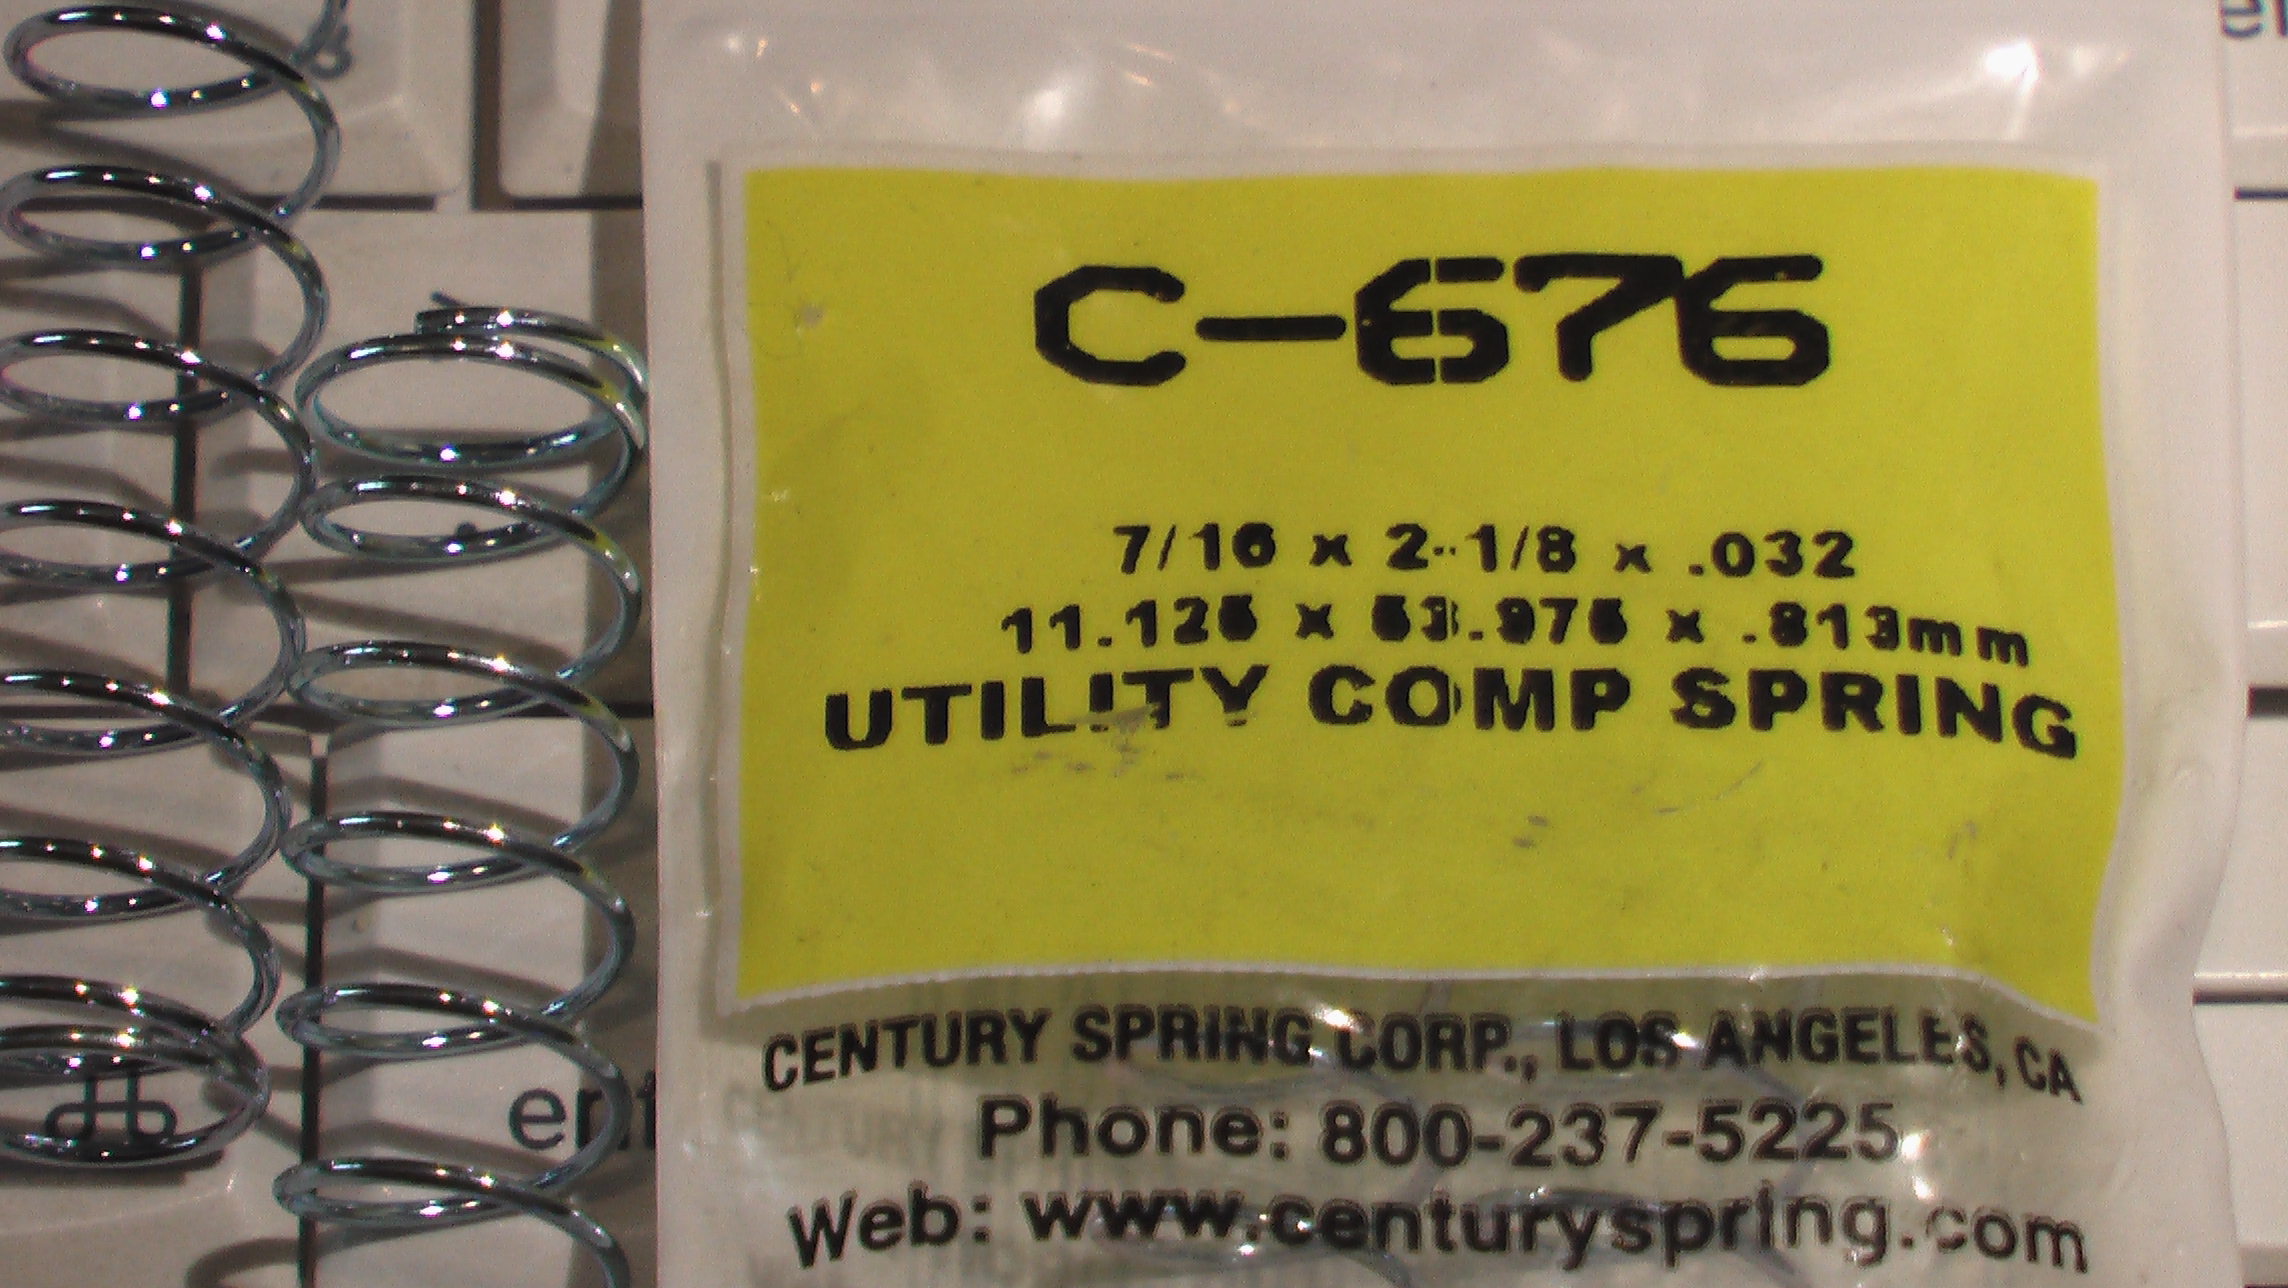 C-676
7/16 x 2-1/8 x .032
11.125 x 53.975 x .813mm
UTILITY COMP SPRING
CENTURY SPRING CORP., LOS ANGELES, CA
Phone: 800-237-5225
Web: www.centuryspring.com
⌘